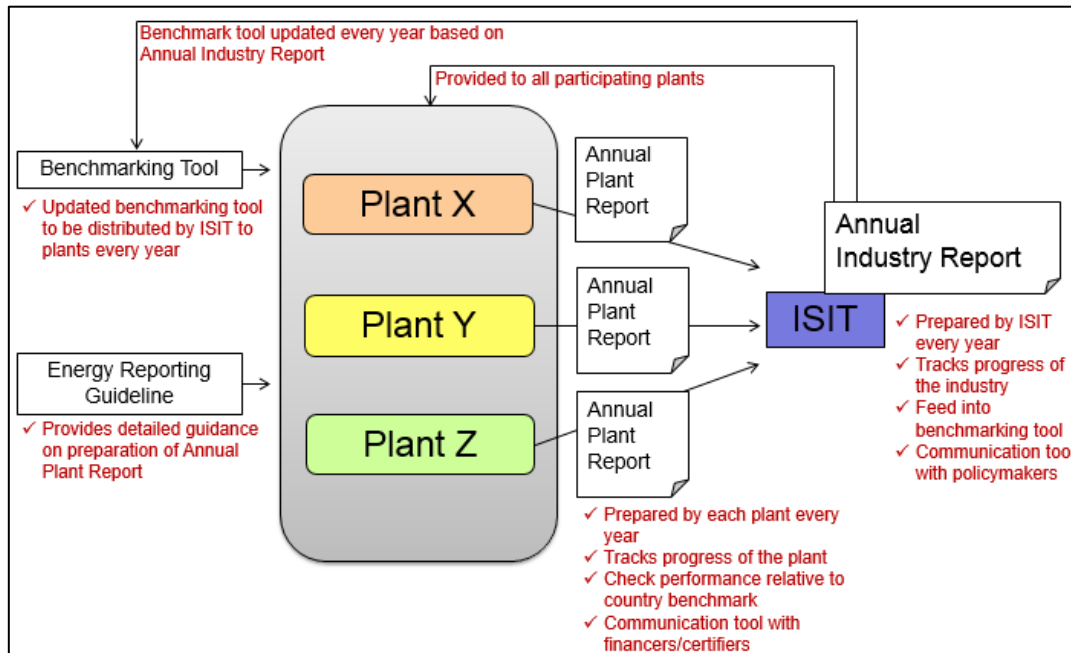 Benchmark tool updated every year based on
Annual Industry Report
Provided to all participating plants
Benchmarking Tool
✓ Updated benchmarking tool
to be distributed by ISIT to
plants every year
Energy Reporting
Guideline
✓ Provides detailed guidance
on preparation of Annual
Plant Report
Plant X
Plant Y
Plant Z
Annual
Plant
Report
Annual
Plant
Report
Annual
Plant
Report
✓ Prepared by each plant every
year
✓ Tracks progress of the plant
✓ Check performance relative to
country benchmark
✓ Communication tool with
financers/certifiers
Annual
Industry Report
ISIT
✓ Prepared by ISIT
every year
✓ Tracks progress of
the industry
✓ Feed into
benchmarking tool
✓ Communication tool
with policymakers